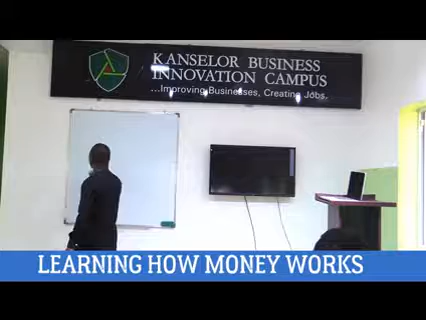 KANSELOR BUSINESS
INNOVATION CAMPUS
...Improving Businesses, Creating Jobs.
LEARNING HOW MONEY WORKS